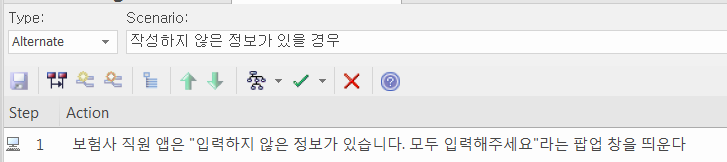 Type:
Scenario:
Alternate
작성하지 않은 정보가 있을 경우
Step
Action
1
보험사 직원 앱은 "입력하지 않은 정보가 있습니다. 모두 입력해주세요"라는 팝업 창을 띄운다